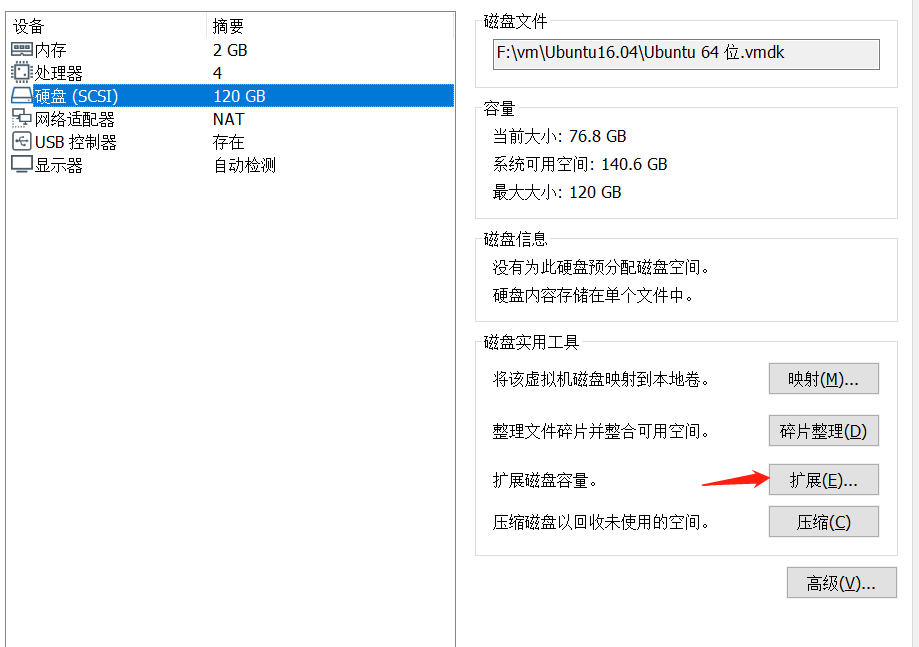 设备 摘要
内存 2 GB
处理器 4
硬盘 (SCSI) 120 GB
网络适配器 NAT
USB 控制器 存在
显示器 自动检测
磁盘文件
F:\vm\Ubuntu16.04\Ubuntu 64 位.vmdk
容量
当前大小: 76.8 GB
系统可用空间: 140.6 GB
最大大小: 120 GB
磁盘信息
没有为此硬盘预分配磁盘空间。
硬盘内容存储在单个文件中。
磁盘实用工具
将该虚拟机磁盘映射到本地卷。 映射(M)...
整理文件碎片并整合可用空间。 碎片整理(D)
扩展磁盘容量。 扩展(E)...
压缩磁盘以回收未使用的空间。 压缩(C)
高级(V)...